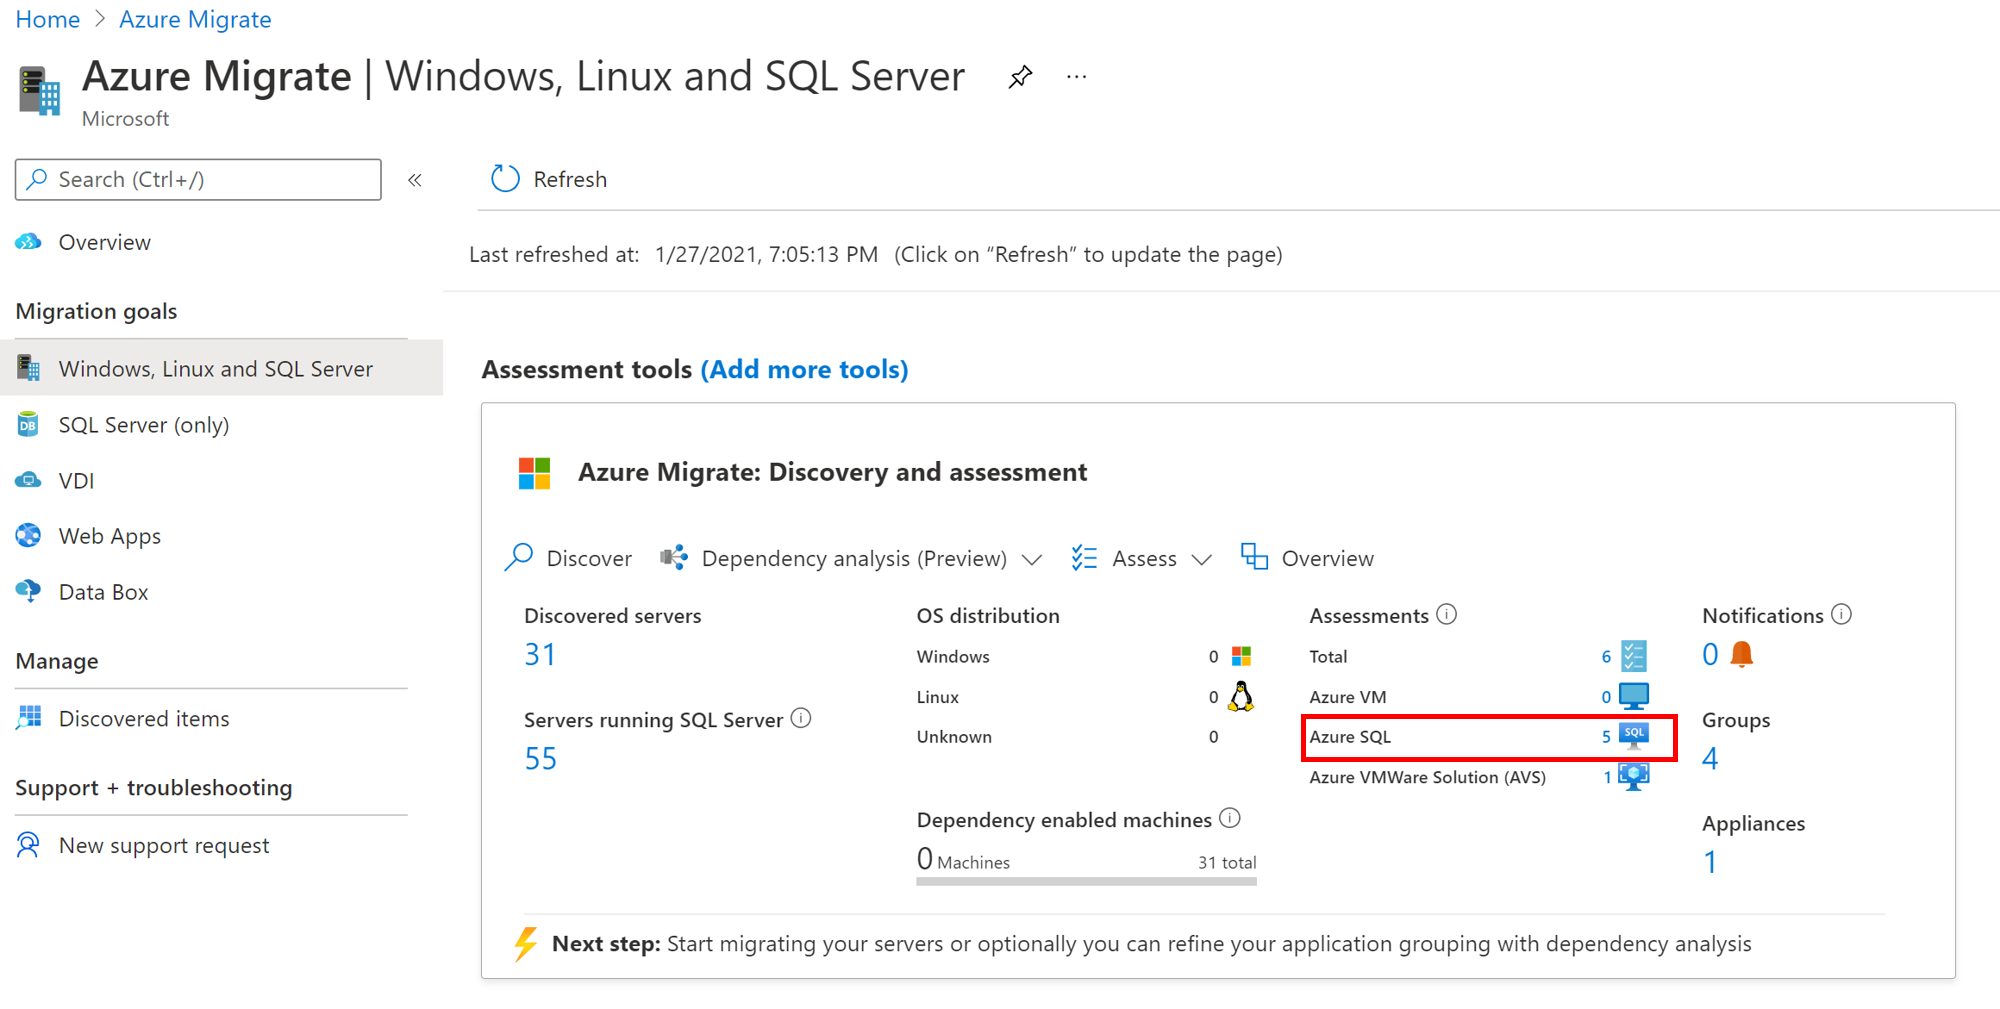 Home > Azure Migrate
Azure Migrate | Windows, Linux and SQL Server ...
Microsoft
Search (Ctrl+/) «
Refresh
Last refreshed at: 1/27/2021, 7:05:13 PM (Click on “Refresh” to update the page)
Overview
Migration goals
Windows, Linux and SQL Server
SQL Server (only)
DB
VDI
Web Apps
Data Box
Manage
Discovered items
Support + troubleshooting
New support request
Assessment tools (Add more tools)
Azure Migrate: Discovery and assessment
Discover Dependency analysis (Preview) Assess Overview
Discovered servers
31
Servers running SQL Server
55
OS distribution
Windows 0
Linux 0
Unknown 0
Dependency enabled machines
0 Machines 31 total
Assessments
Total 6
Azure VM 0
Azure SQL 5 SQL
Azure VMWare Solution (AVS) 1
Notifications
0
Groups
4
Appliances
1
Next step: Start migrating your servers or optionally you can refine your application grouping with dependency analysis